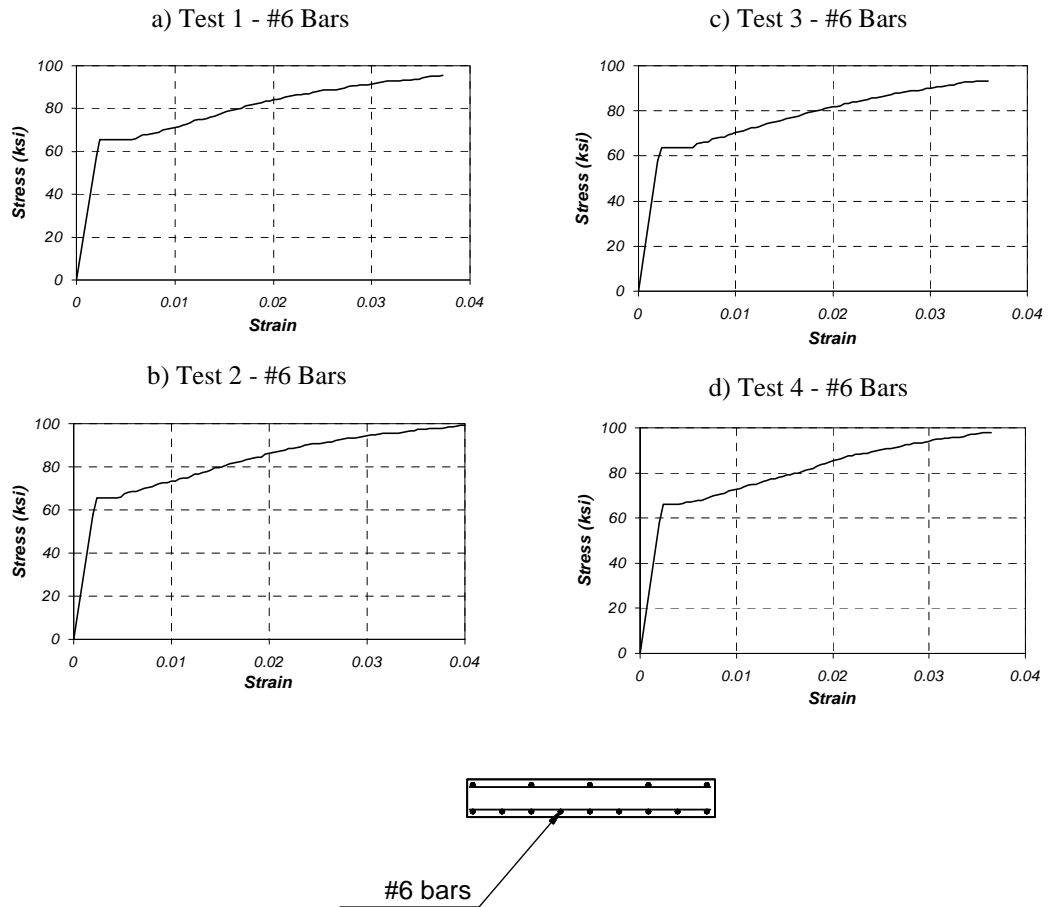 a) Test 1 - #6 Bars
100
80
60
40
20
0
Stress (ksi)
0 0.01 0.02 0.03 0.04
Strain
c) Test 3 - #6 Bars
100
80
60
40
20
0
Stress (ksi)
0 0.01 0.02 0.03 0.04
Strain
b) Test 2 - #6 Bars
100
80
60
40
20
0
Stress (ksi)
0 0.01 0.02 0.03 0.04
Strain
d) Test 4 - #6 Bars
100
80
60
40
20
0
Stress (ksi)
0 0.01 0.02 0.03 0.04
Strain
#6 bars